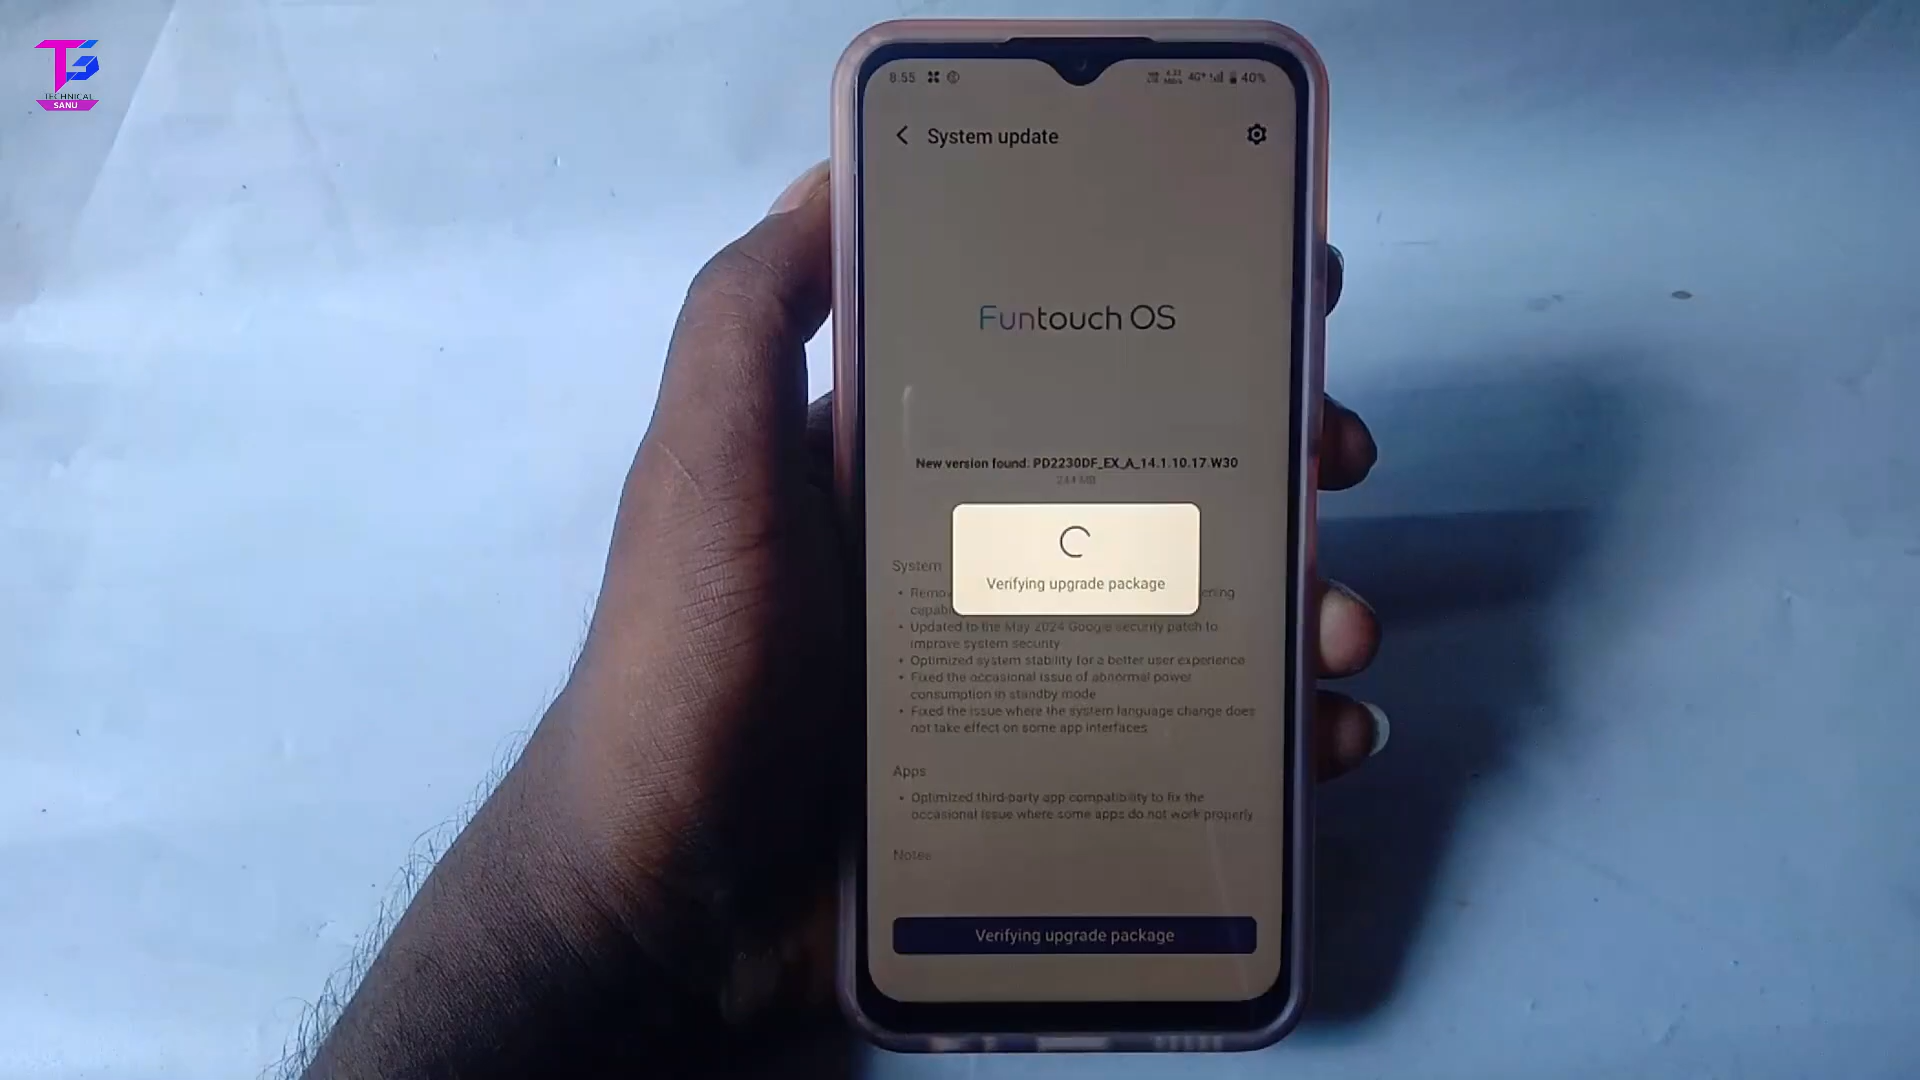 TECHNICAL
SANU
8:55
4G+ 40%
System update
Funtouch OS
New version found: PD2230DF_EX_A_14.1.10.17.W30
244 MB
Verifying upgrade package
System
capab
Updated to the May 2024 Google security patch to
improve system security
• Optimized system stability for a better user experience
• Fixed the occasional issue of abnormal power
consumption in standby mode
• Fixed the issue where the system language change does
not take effect on some app interfaces
Apps
• Optimized third-party app compatibility to fix the
occasional issue where some apps do not work properly
Notes
Verifying upgrade package